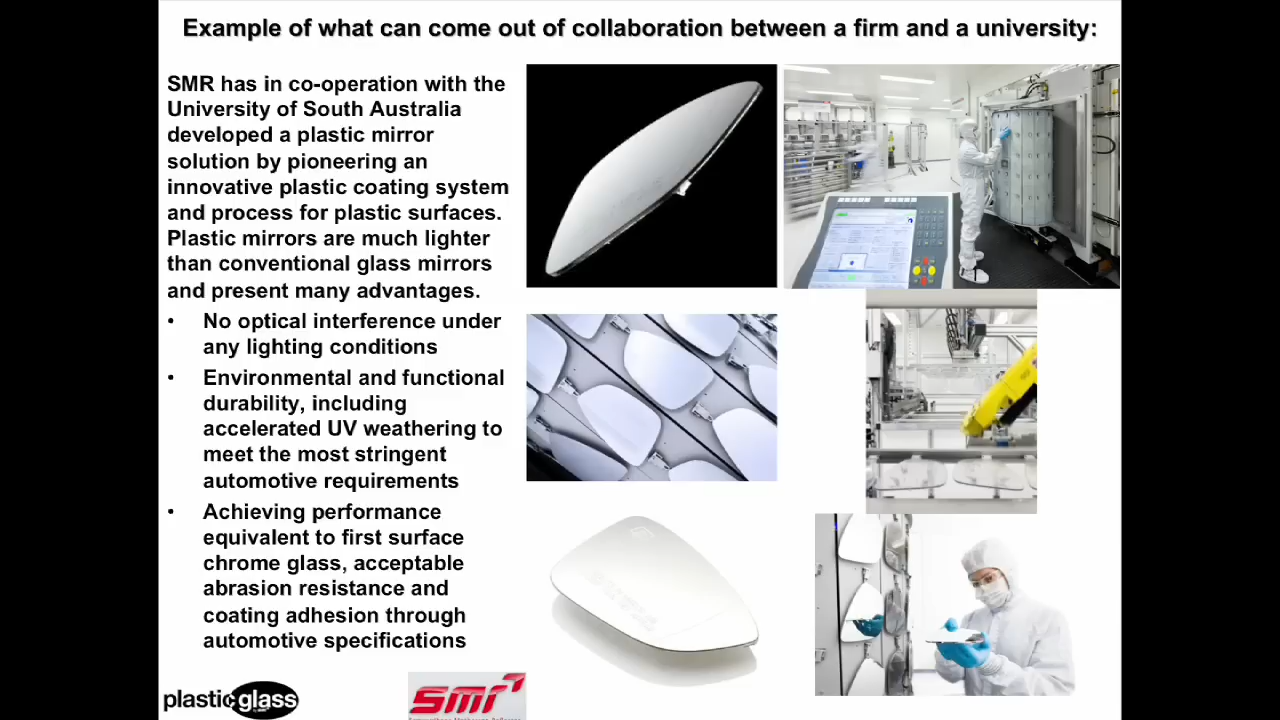 Example of what can come out of collaboration between a firm and a university:
SMR has in co-operation with the
University of South Australia
developed a plastic mirror
solution by pioneering an
innovative plastic coating system
and process for plastic surfaces.
Plastic mirrors are much lighter
than conventional glass mirrors
and present many advantages.
• No optical interference under
any lighting conditions
• Environmental and functional
durability, including
accelerated UV weathering to
meet the most stringent
automotive requirements
• Achieving performance
equivalent to first surface
chrome glass, acceptable
abrasion resistance and
coating adhesion through
automotive specifications
plastic glass
smr